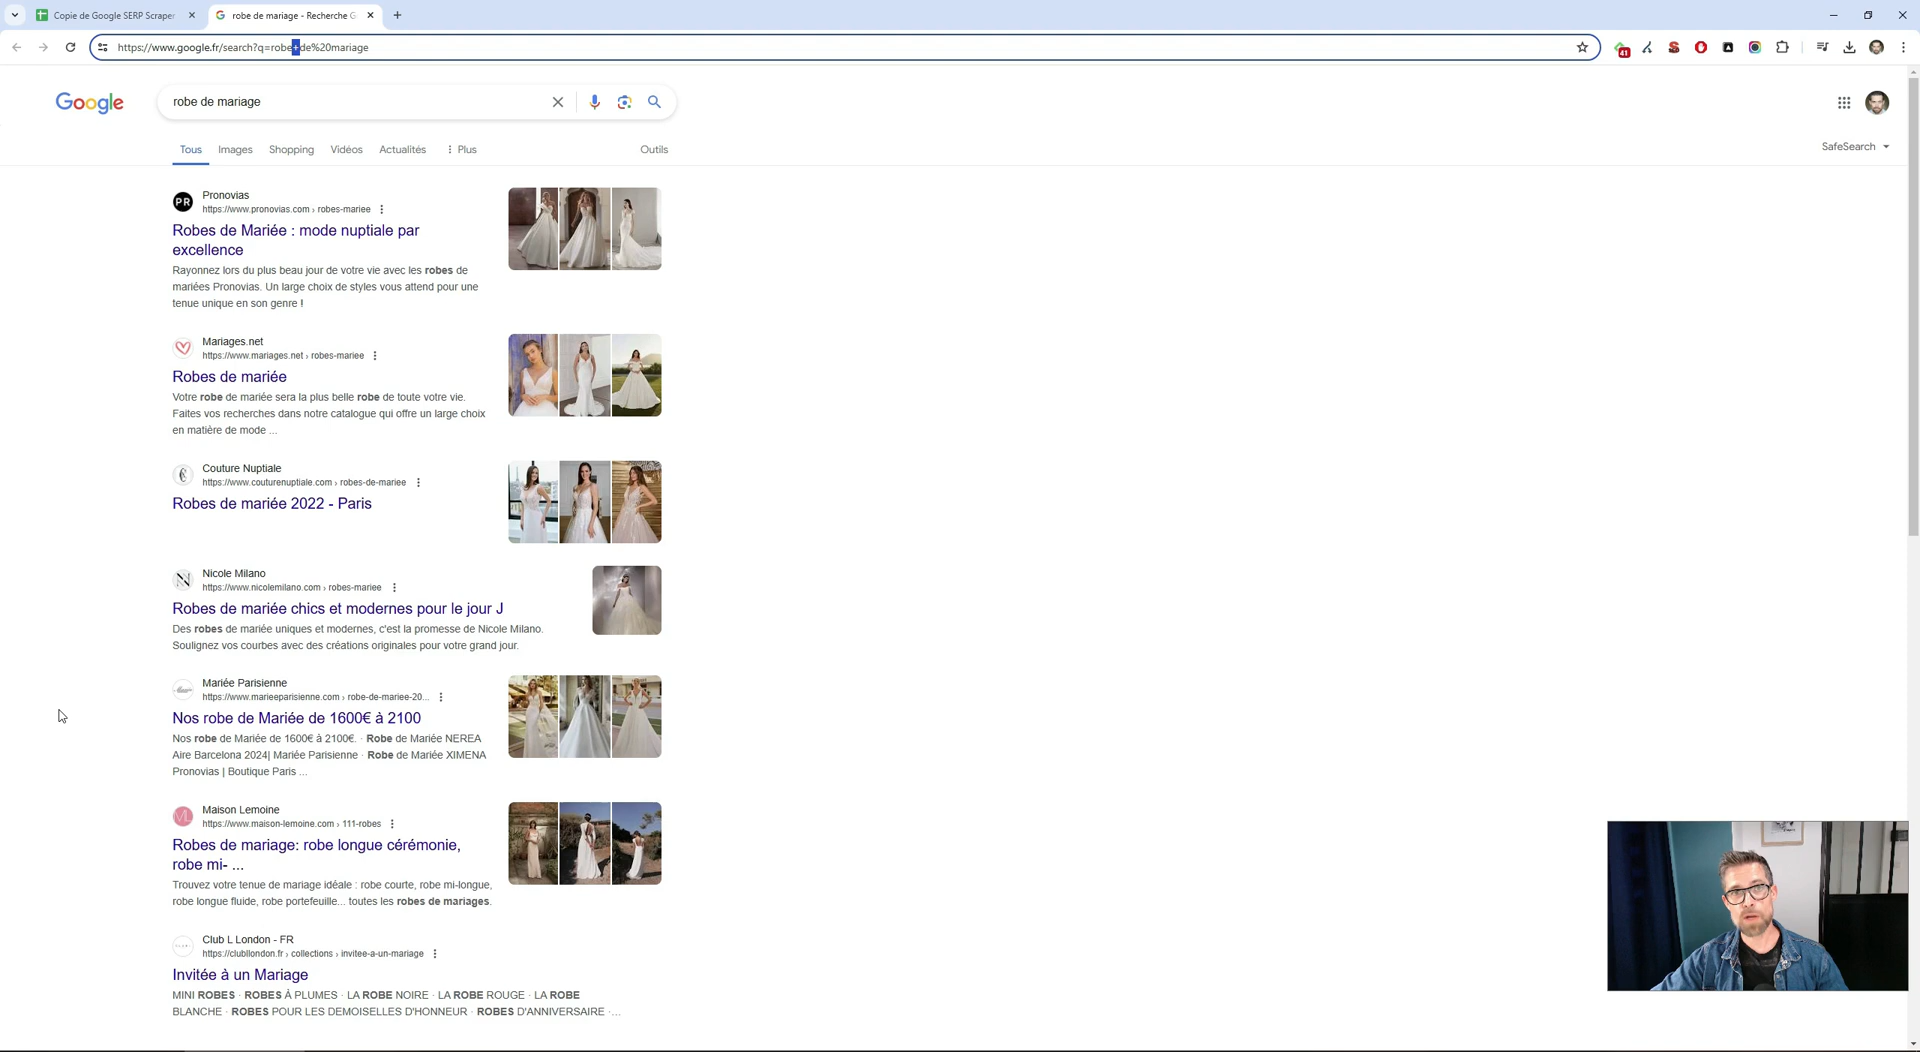 Copie de Google SERP Scraper
robe de mariage - Recherche G
https://www.google.fr/search?q=robe+de%20mariage
41
Google
robe de mariage
Tous
Images
Shopping
Vidéos
Actualités
Plus
Outils
SafeSearch
PR
Pronovias
https://www.pronovias.com › robes-mariee
Robes de Mariée : mode nuptiale par
excellence
Rayonnez lors du plus beau jour de votre vie avec les robes de
mariées Pronovias. Un large choix de styles vous attend pour une
tenue unique en son genre !
Mariages.net
https://www.mariages.net › robes-mariee
Robes de mariée
Votre robe de mariée sera la plus belle robe de toute votre vie.
Faites vos recherches dans notre catalogue qui offre un large choix
en matière de mode ...
Couture Nuptiale
https://www.couturenuptiale.com › robes-de-mariee
Robes de mariée 2022 - Paris
N
Nicole Milano
https://www.nicolemilano.com › robes-mariee
Robes de mariée chics et modernes pour le jour J
Des robes de mariée uniques et modernes, c'est la promesse de Nicole Milano.
Soulignez vos courbes avec des créations originales pour votre grand jour.
Mariée Parisienne
https://www.marieeparisienne.com › robe-de-mariee-20...
Nos robe de Mariée de 1600€ à 2100
Nos robe de Mariée de 1600€ à 2100€. · Robe de Mariée NEREA
Aire Barcelona 2024| Mariée Parisienne · Robe de Mariée XIMENA
Pronovias | Boutique Paris ...
ML
Maison Lemoine
https://www.maison-lemoine.com › 111-robes
Robes de mariage: robe longue cérémonie,
robe mi- ...
Trouvez votre tenue de mariage idéale : robe courte, robe mi-longue,
robe longue fluide, robe portefeuille... toutes les robes de mariages.
Club L London - FR
https://clubllondon.fr › collections › invitee-a-un-mariage
Invitée à un Mariage
MINI ROBES · ROBES À PLUMES · LA ROBE NOIRE · LA ROBE ROUGE · LA ROBE
BLANCHE · ROBES POUR LES DEMOISELLES D'HONNEUR · ROBES D'ANNIVERSAIRE ·...